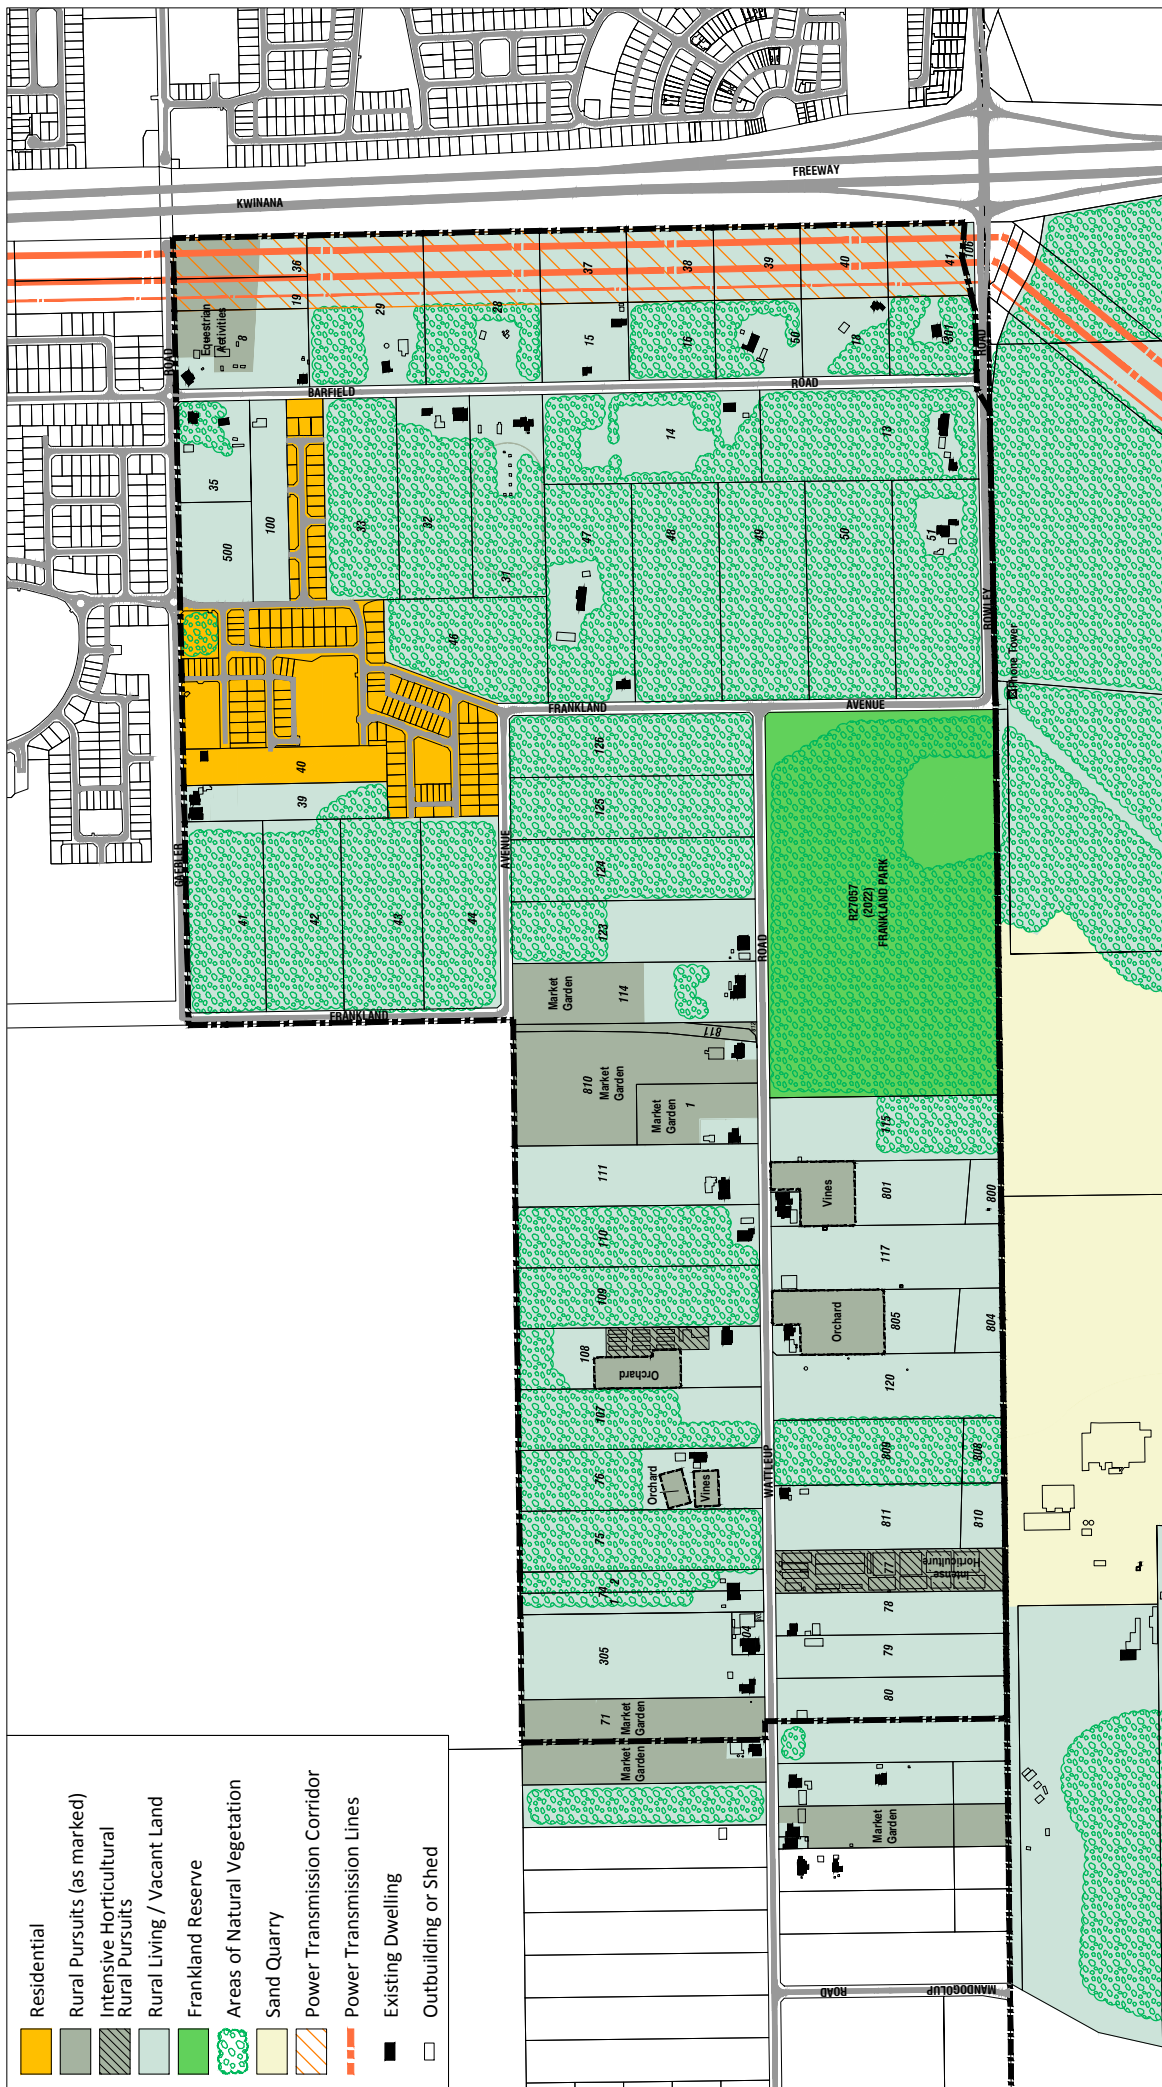 KWINANA
FREEWAY
36
37
38
39
40
41
106
19
29
28
Equestrian
Activities
8
15
16
50
18
301
ROAD
ROAD
BARFIELD
ROAD
35
500
100
33
32
31
14
13
47
48
49
50
51
46
ROWLEY
Phone Tower
FRANKLAND
AVENUE
40
39
GAEBLER
41
42
43
44
AVENUE
FRANKLAND
126
125
124
123
ROAD
R27057
(2022)
FRANKLAND PARK
Market
Garden
114
811
810
Market
Garden
Market
Garden
1
111
110
109
108
Orchard
107
76
Orchard
Vines
75
74
1
2
305
71
Market
Garden
Market
Garden
WATTLEUP
115
Vines
801
800
117
Orchard
805
804
120
809
808
811
810
77
Intense
Horticulture
78
79
80
Market
Garden
ROAD
MANDOGOLUP
Residential
Rural Pursuits (as marked)
Intensive Horticultural
Rural Pursuits
Rural Living / Vacant Land
Frankland Reserve
Areas of Natural Vegetation
Sand Quarry
Power Transmission Corridor
Power Transmission Lines
Existing Dwelling
Outbuilding or Shed